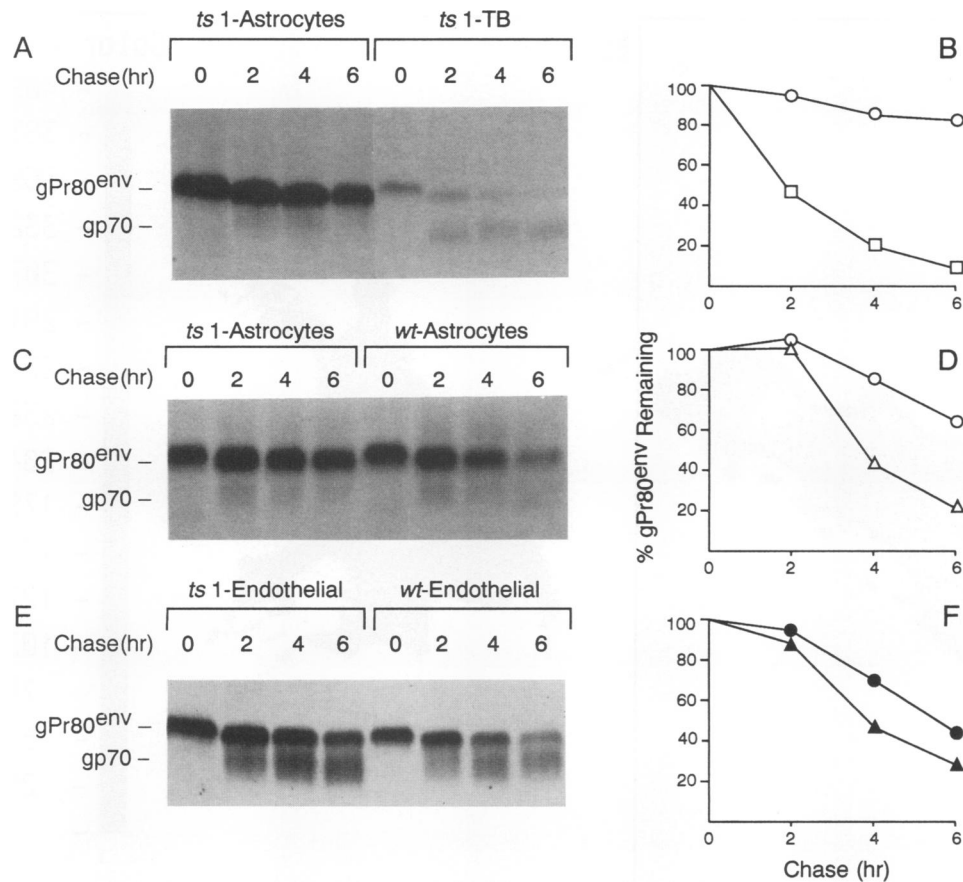 A
ts 1-Astrocytes ts 1-TB
Chase (hr) 0 2 4 6 0 2 4 6
gPr80env –
gp70 –
B
100
80
60
40
20
0 2 4 6
C
ts 1-Astrocytes wt-Astrocytes
Chase (hr) 0 2 4 6 0 2 4 6
gPr80env –
gp70 –
D
100
80
60
40
20
0 2 4 6
% gPr80env Remaining
E
ts 1-Endothelial wt-Endothelial
Chase (hr) 0 2 4 6 0 2 4 6
gPr80env –
gp70 –
F
100
80
60
40
20
0 2 4 6
Chase (hr)